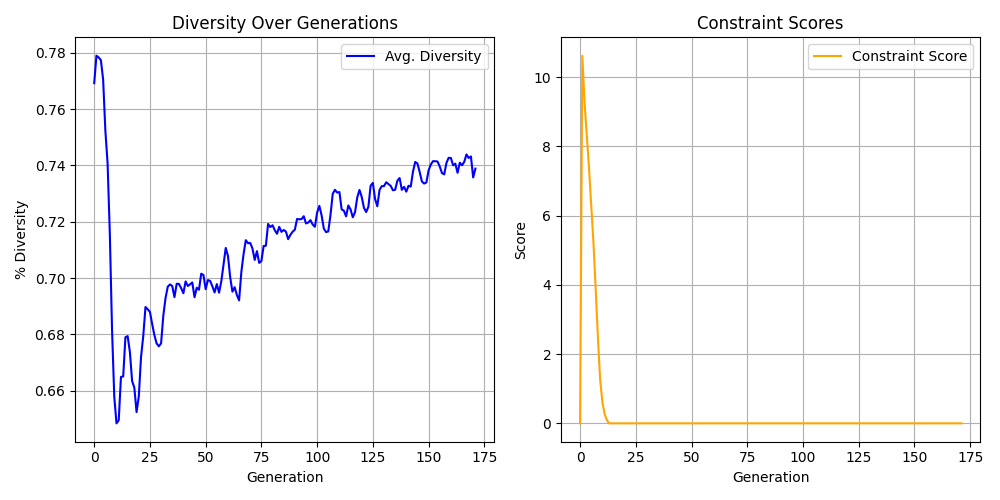 Diversity Over Generations
Avg. Diversity
% Diversity
0.78
0.76
0.74
0.72
0.70
0.68
0.66
0 25 50 75 100 125 150 175
Generation
Constraint Scores
Constraint Score
Score
10
8
6
4
2
0
0 25 50 75 100 125 150 175
Generation